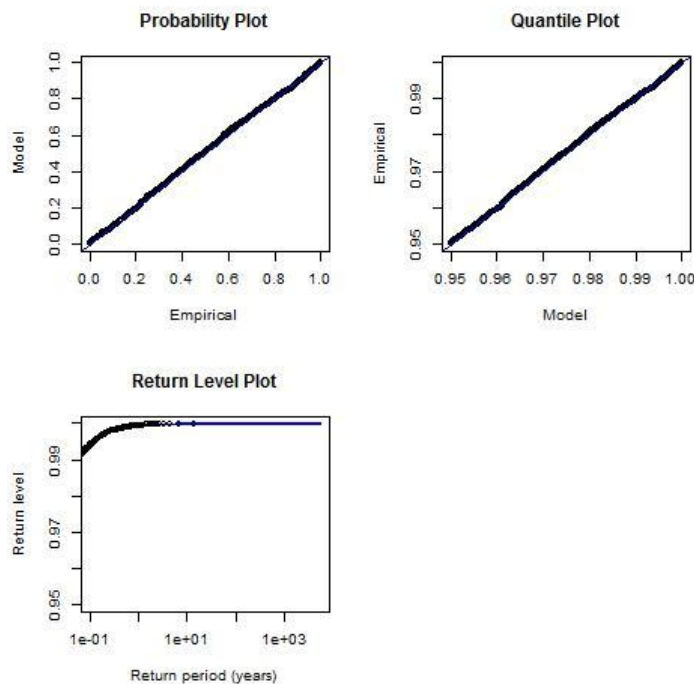 Probability Plot
Model
0.0 0.2 0.4 0.6 0.8 1.0
0.0 0.2 0.4 0.6 0.8 1.0
Empirical
Quantile Plot
Empirical
0.95 0.97 0.99
0.95 0.96 0.97 0.98 0.99 1.00
Model
Return Level Plot
Return level
0.95 0.97 0.99
1e-01 1e+01 1e+03
Return period (years)